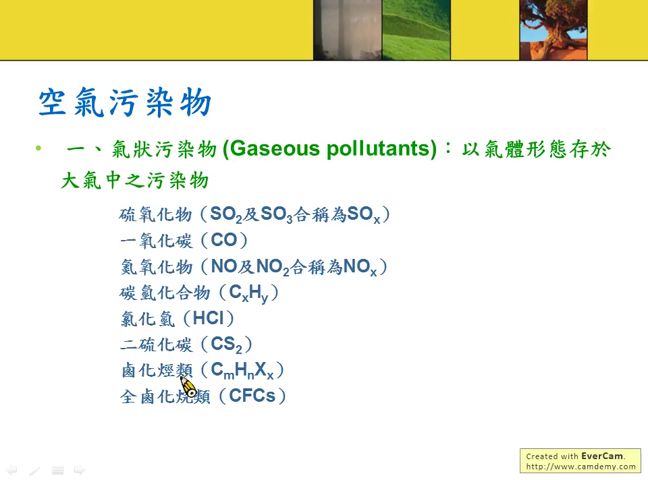 空氣污染物
• 一、氣狀污染物 (Gaseous pollutants)：以氣體形態存於
大氣中之污染物
硫氧化物（SO₂及SO₃合稱為SOₓ）
一氧化碳（CO）
氮氧化物（NO及NO₂合稱為NOₓ）
碳氫化合物（CₓHᵧ）
氯化氫（HCl）
二硫化碳（CS₂）
鹵化烴類（CₘHₙXₓ）
全鹵化烷類（CFCs）
Created with EverCam.
http://www.camdemy.com